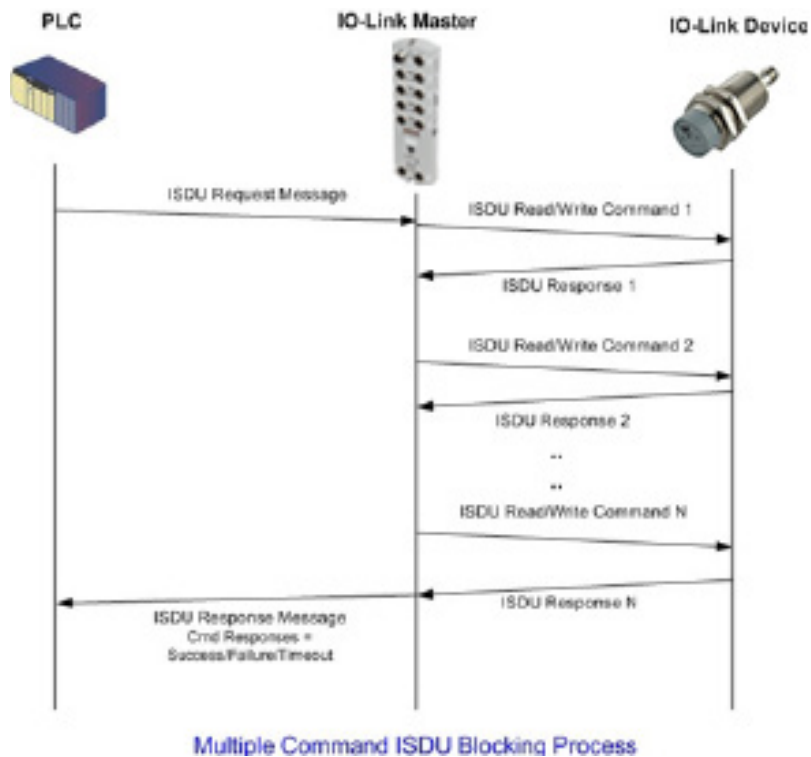 PLC
IO-Link Master
IO-Link Device
ISDU Request Message
ISDU Read/Write Command 1
ISDU Response 1
ISDU Read/Write Command 2
ISDU Response 2
..
..
ISDU Read/Write Command N
ISDU Response N
ISDU Response Message
Cmd Responses =
Success/Failure/Timeout
Multiple Command ISDU Blocking Process